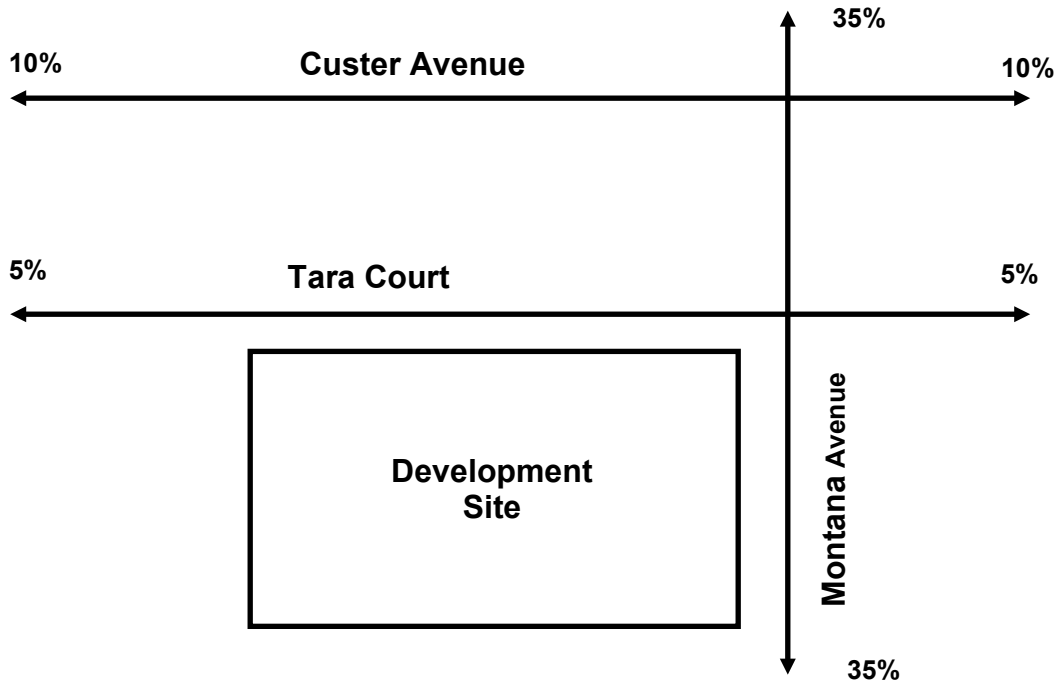 35%
10%
Custer Avenue
10%
5%
Tara Court
5%
Development
Site
Montana Avenue
35%